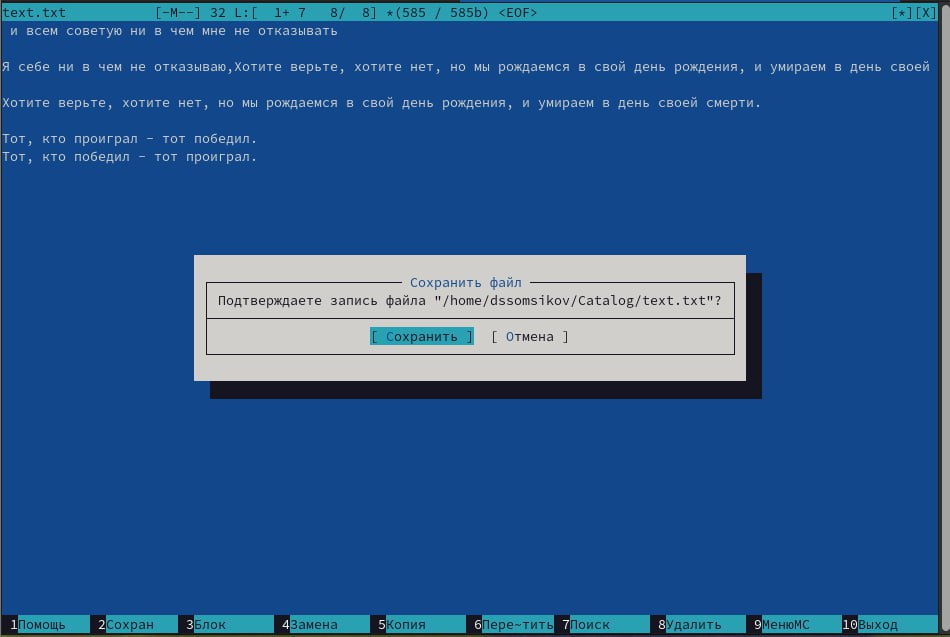 text.txt [-M--] 32 L:[ 1+ 7 8/ 8] *(585 / 585b) <EOF> [*][X]
и всем советую ни в чем мне не отказывать
Я себе ни в чем не отказываю,Хотите верьте, хотите нет, но мы рождаемся в свой день рождения, и умираем в день своей
Хотите верьте, хотите нет, но мы рождаемся в свой день рождения, и умираем в день своей смерти.
Тот, кто проиграл - тот победил.
Тот, кто победил - тот проиграл.
Сохранить файл
Подтверждаете запись файла "/home/dssomsikov/Catalog/text.txt"?
[ Сохранить ] [ Отмена ]
1Помощь 2Сохран 3Блок 4Замена 5Копия 6Пере~тить 7Поиск 8Удалить 9МенюMC 10Выход